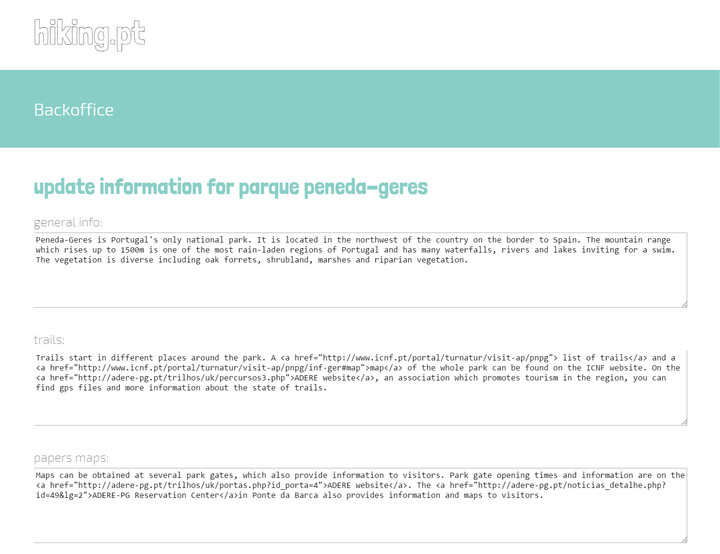 hiking.pt
Backoffice
update information for parque peneda-geres
general info:
Peneda-Geres is Portugal's only national park. It is located in the northwest of the country on the border to Spain. The mountain range
which rises up to 1500m is one of the most rain-laden regions of Portugal and has many waterfalls, rivers and lakes inviting for a swim.
The vegetation is diverse including oak forrets, shrubland, marshes and riparian vegetation.
trails:
Trails start in different places around the park. A <a href="http://www.icnf.pt/portal/turnatur/visit-ap/pnpg"> list of trails</a> and a
<a href="http://www.icnf.pt/portal/turnatur/visit-ap/pnpg/inf-ger#map">map</a> of the whole park can be found on the ICNF website. On the
<a href="http://adere-pg.pt/trilhos/uk/percursos3.php">ADERE website</a>, an association which promotes tourism in the region, you can
find gps files and more information about the state of trails.
papers maps:
Maps can be obtained at several park gates, which also provide information to visitors. Park gate opening times and information are on the
<a href="http://adere-pg.pt/trilhos/uk/portas.php?id_porta=4">ADERE website</a>. The <a href="http://adere-pg.pt/noticias_detalhe.php?
id=49&lg=2">ADERE-PG Reservation Center</a>in Ponte da Barca also provides information and maps to visitors.